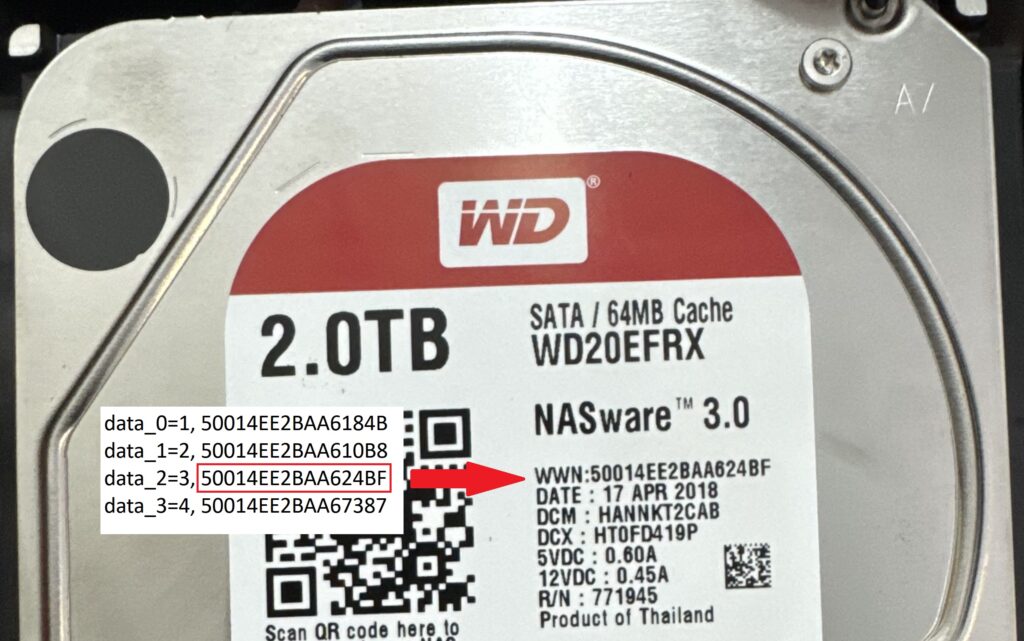 A/
WD®
2.0TB
SATA / 64MB Cache
WD20EFRX
NASware™ 3.0
data_0=1, 50014EE2BAA6184B
data_1=2, 50014EE2BAA610B8
data_2=3, 50014EE2BAA624BF
data_3=4, 50014EE2BAA67387
WWN:50014EE2BAA624BF
DATE : 17 APR 2018
DCM : HANNKT2CAB
DCX : HT0FD419P
5VDC : 0.60A
12VDC : 0.45A
R/N : 771945
Product of Thailand
Scan QR code here to